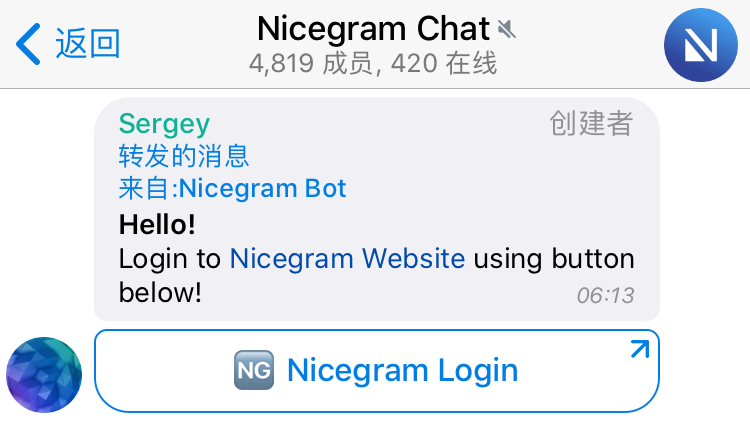 返回
Nicegram Chat
4,819 成员, 420 在线
Sergey 创建者
转发的消息
来自:Nicegram Bot
Hello!
Login to Nicegram Website using button
below!
06:13
NG Nicegram Login